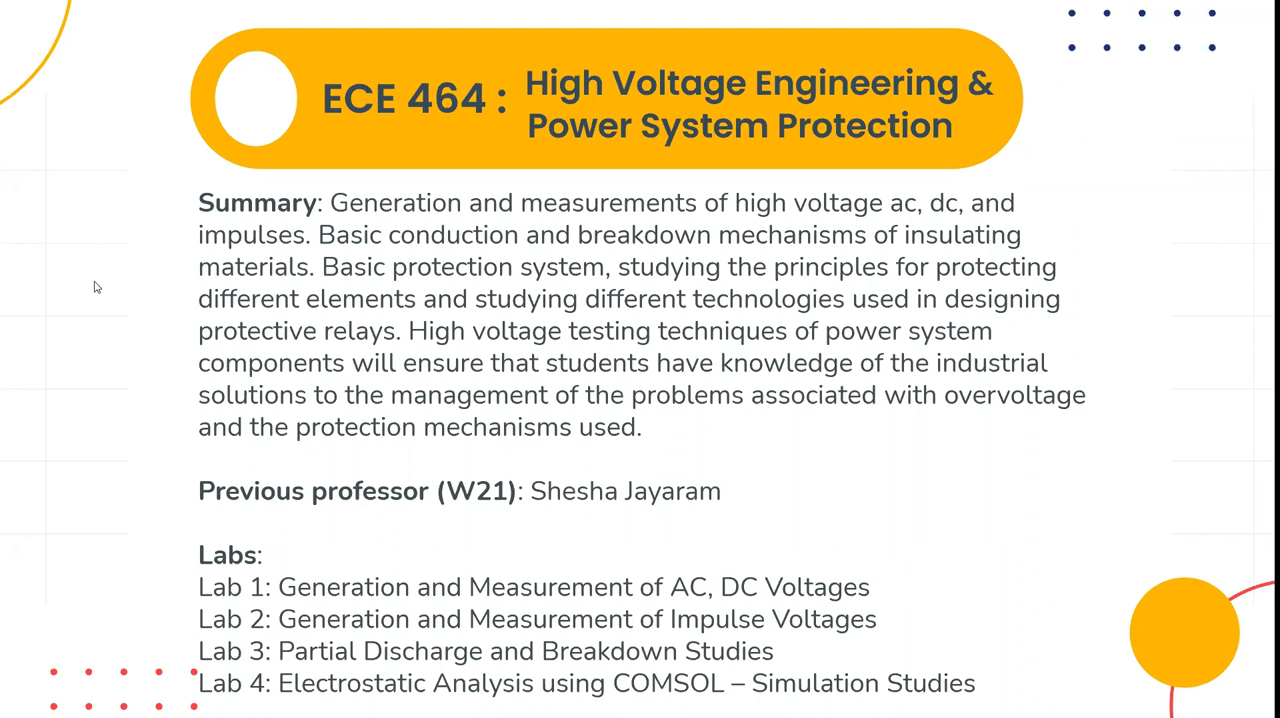 ECE 464 : High Voltage Engineering &
Power System Protection
Summary: Generation and measurements of high voltage ac, dc, and
impulses. Basic conduction and breakdown mechanisms of insulating
materials. Basic protection system, studying the principles for protecting
different elements and studying different technologies used in designing
protective relays. High voltage testing techniques of power system
components will ensure that students have knowledge of the industrial
solutions to the management of the problems associated with overvoltage
and the protection mechanisms used.
Previous professor (W21): Shesha Jayaram
Labs:
Lab 1: Generation and Measurement of AC, DC Voltages
Lab 2: Generation and Measurement of Impulse Voltages
Lab 3: Partial Discharge and Breakdown Studies
Lab 4: Electrostatic Analysis using COMSOL – Simulation Studies